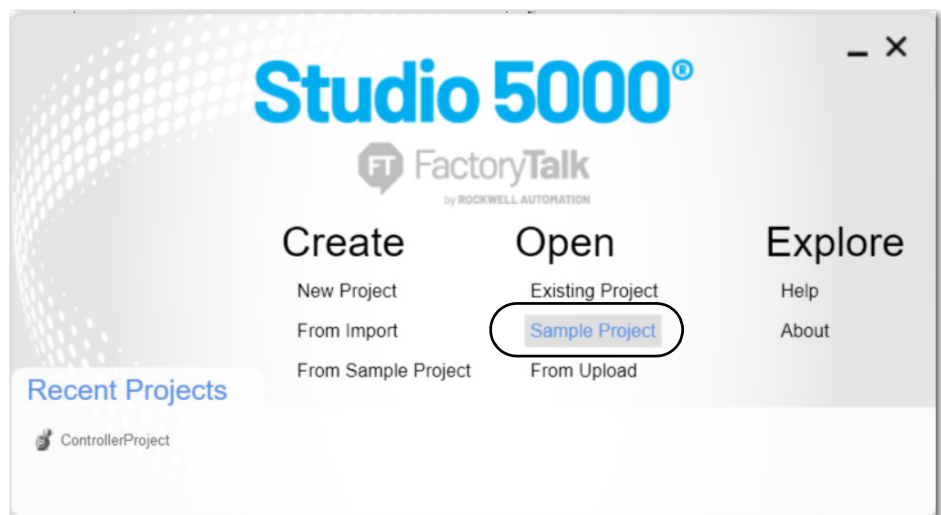 Studio 5000®
FT FactoryTalk
by ROCKWELL AUTOMATION
Create
New Project
From Import
From Sample Project
Open
Existing Project
Sample Project
From Upload
Explore
Help
About
Recent Projects
ControllerProject